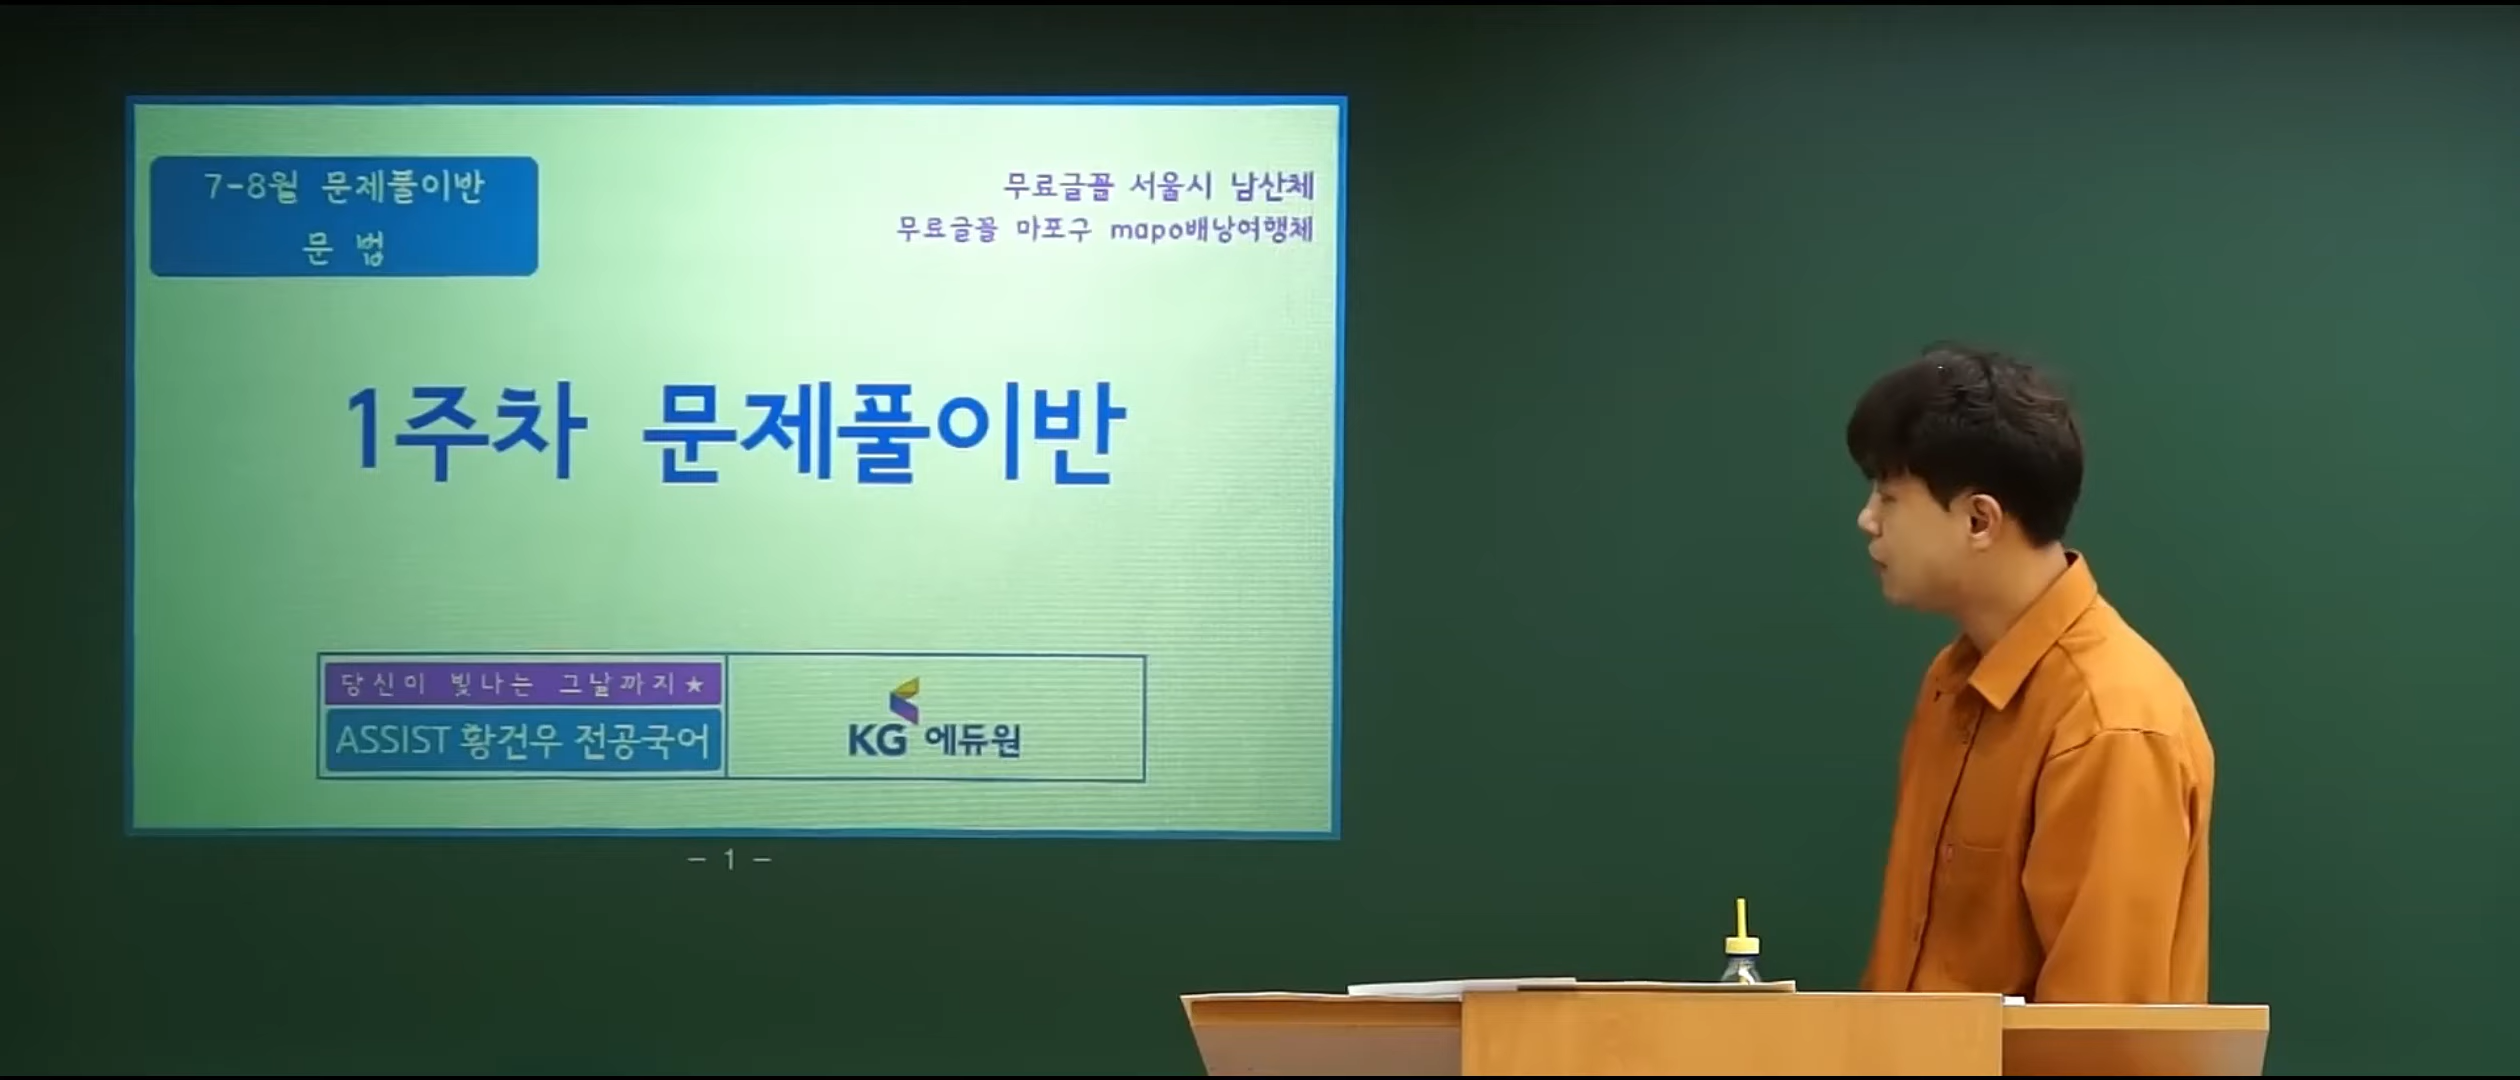 7-8월 문제풀이반
문 법
무료글꼴 서울시 남산체
무료글꼴 마포구 mapo배낭여행체
1주차 문제풀이반
당신이 빛나는 그날까지★
ASSIST 황건우 전공국어
KG 에듀원
- 1 -